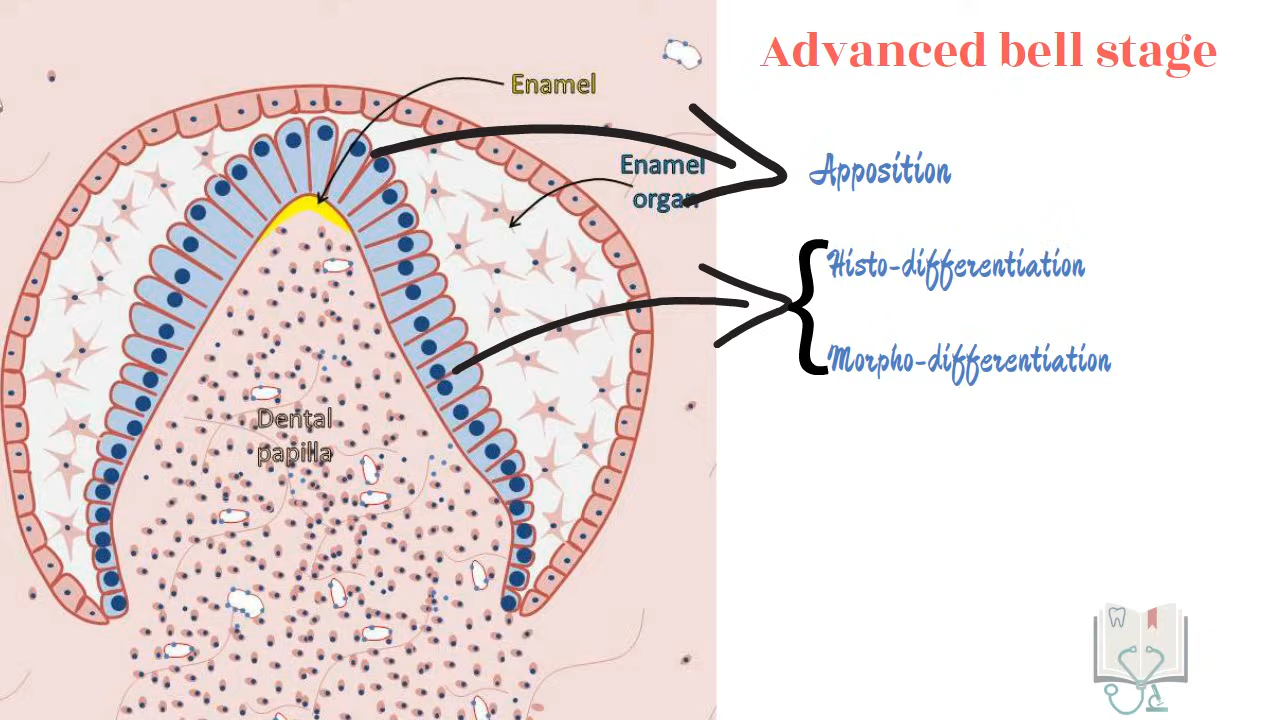 Advanced bell stage
Enamel
Enamel
organ
Apposition
Histo-differentiation
Morpho-differentiation
Dental
papilla